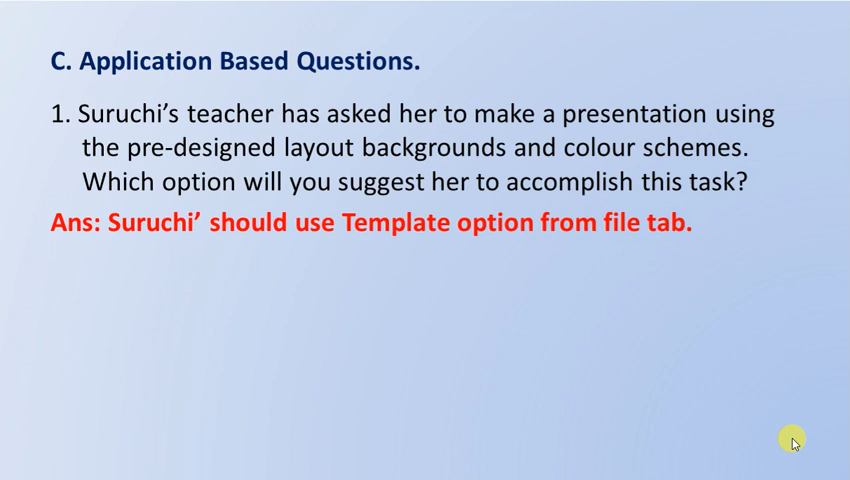 C. Application Based Questions.
1. Suruchi’s teacher has asked her to make a presentation using
the pre-designed layout backgrounds and colour schemes.
Which option will you suggest her to accomplish this task?
Ans: Suruchi’ should use Template option from file tab.